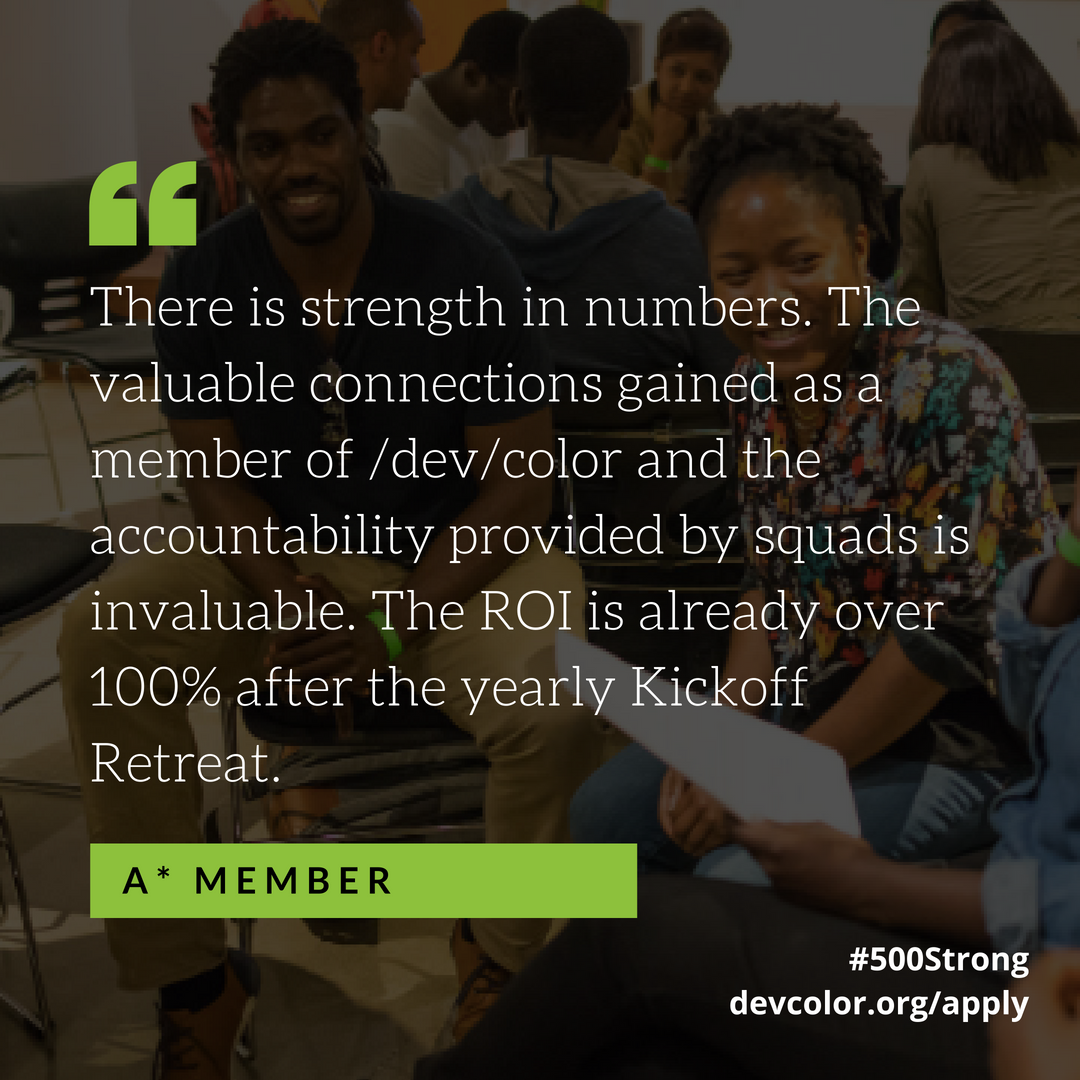 “
There is strength in numbers. The
valuable connections gained as a
member of /dev/color and the
accountability provided by squads is
invaluable. The ROI is already over
100% after the yearly Kickoff
Retreat.
A* MEMBER
#500Strong
devcolor.org/apply